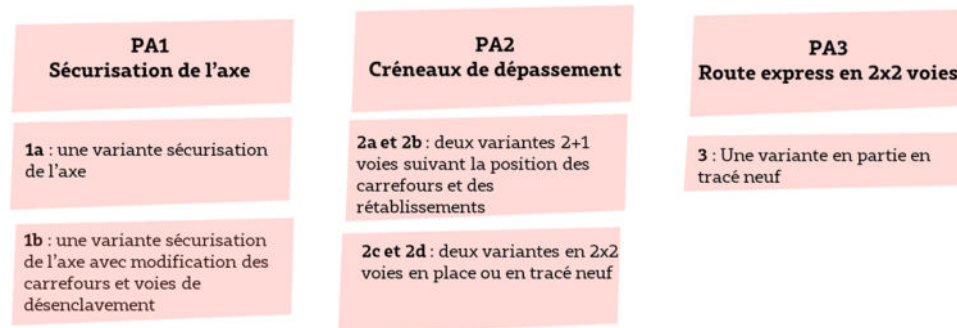 PA1
Sécurisation de l’axe
1a : une variante sécurisation
de l’axe
1b : une variante sécurisation
de l’axe avec modification des
carrefours et voies de
désenclavement
PA2
Créneaux de dépassement
2a et 2b : deux variantes 2+1
voies suivant la position des
carrefours et des
rétablissements
2c et 2d : deux variantes en 2x2
voies en place ou en tracé neuf
PA3
Route express en 2x2 voies
3 : Une variante en partie en
tracé neuf